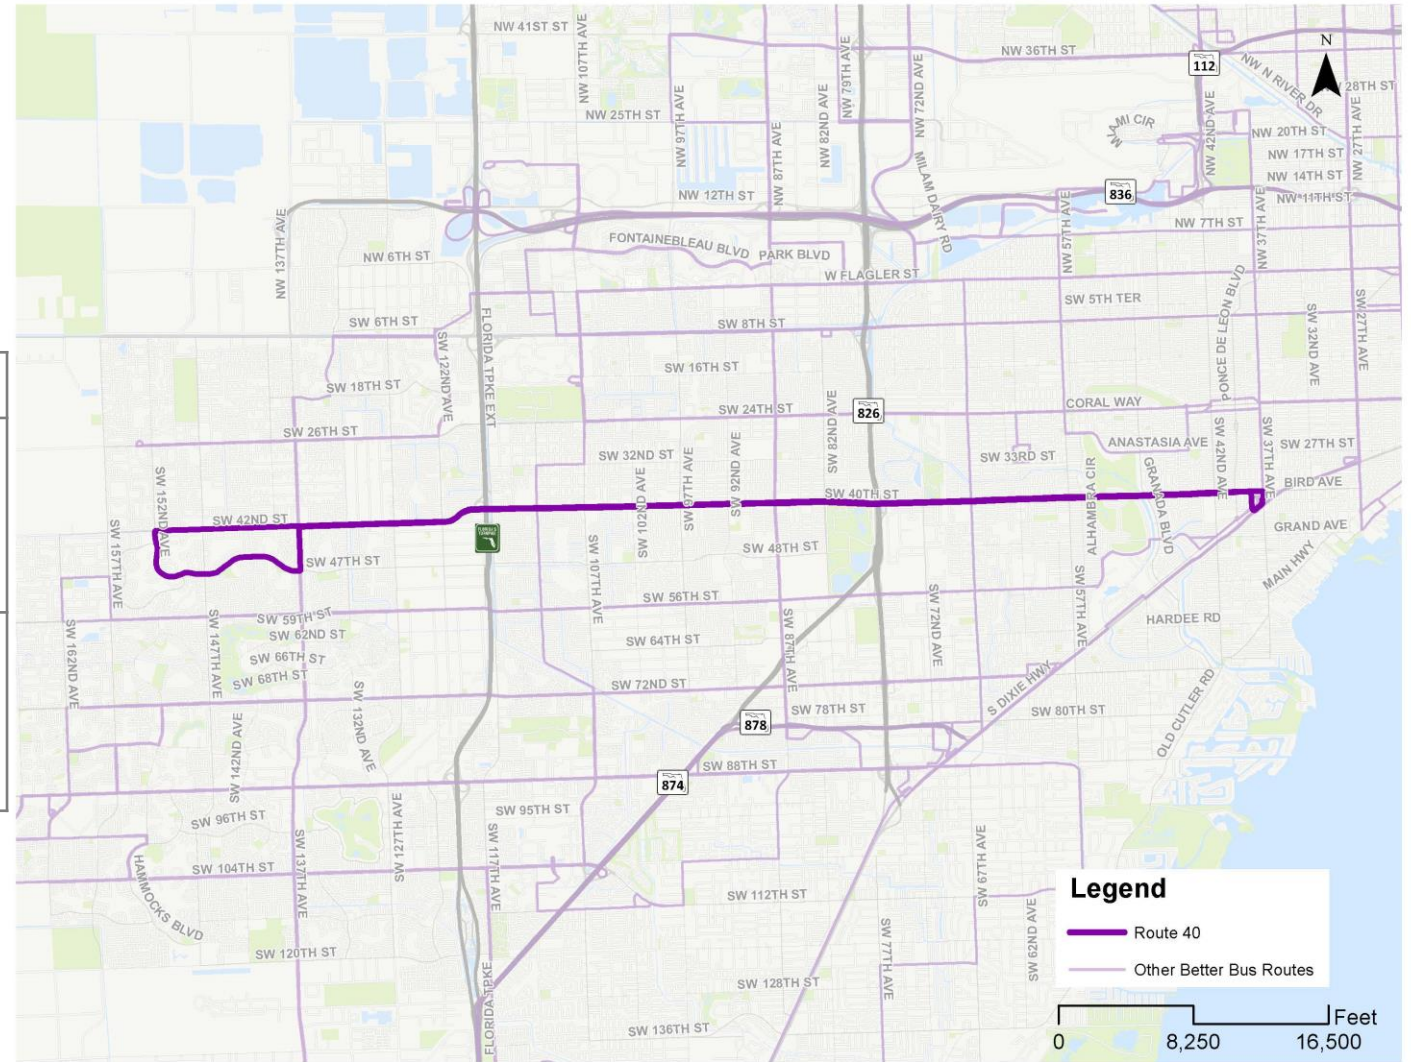 NW 41ST ST
NW 107TH AVE
NW 79TH AVE
NW 36TH ST
112
N
NW N RIVER DR
28TH ST
NW 25TH ST
NW 97TH AVE
NW 87TH AVE
NW 82ND AVE
NW 72ND AVE
MIAMI CIR
NW 42ND AVE
NW 20TH ST
NW 27TH AVE
NW 17TH ST
NW 14TH ST
NW 11TH ST
NW 12TH ST
MILAM DAIRY RD
836
NW 137TH AVE
NW 57TH AVE
NW 7TH ST
NW 37TH AVE
NW 6TH ST
FONTAINEBLEAU BLVD
PARK BLVD
W FLAGLER ST
SW 5TH TER
PONCE DE LEON BLVD
SW 6TH ST
FLORIDA TPKE EXT
SW 8TH ST
SW 32ND AVE
SW 27TH AVE
SW 122ND AVE
SW 16TH ST
SW 18TH ST
SW 24TH ST
SW 82ND AVE
826
CORAL WAY
SW 26TH ST
SW 32ND ST
SW 97TH AVE
SW 92ND AVE
SW 33RD ST
ANASTASIA AVE
SW 42ND AVE
SW 37TH AVE
SW 27TH ST
SW 152ND AVE
SW 102ND AVE
SW 40TH ST
ALHAMBRA CIR
GRANADA BLVD
BIRD AVE
SW 42ND ST
GRAND AVE
SW 157TH AVE
SW 47TH ST
SW 107TH AVE
SW 48TH ST
MAIN HWY
SW 56TH ST
SW 72ND AVE
SW 57TH AVE
SW 59TH ST
SW 62ND ST
SW 162ND AVE
SW 147TH AVE
SW 64TH ST
SW 87TH AVE
HARDEE RD
SW 66TH ST
SW 68TH ST
SW 72ND ST
S DIXIE HWY
OLD CUTLER RD
SW 132ND AVE
SW 142ND AVE
SW 78TH ST
878
SW 80TH ST
SW 88TH ST
874
SW 96TH ST
SW 95TH ST
SW 127TH AVE
SW 117TH AVE
SW 137TH AVE
SW 67TH AVE
HAMMOCKS BLVD
SW 104TH ST
SW 112TH ST
SW 62ND AVE
SW 77TH AVE
SW 120TH ST
FLORIDA TPKE
SW 128TH ST
SW 136TH ST
Legend
Route 40
Other Better Bus Routes
Feet
0 8,250 16,500